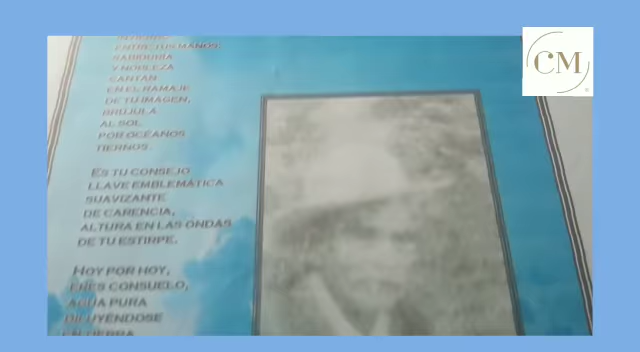 ENTRE TUS MANOS.
SABIDURÍA
Y NOBLEZA
CANTAN
EN EL RAMAJE
DE TU IMAGEN,
BRÚJULA
AL SOL
POR OCÉANOS
TIERNOS.
ES TU CONSEJO
LLAVE EMBLEMÁTICA
SUAVIZANTE
DE CARENCIA,
ALTURA EN LAS ONDAS
DE TU ESTIRPE.
HOY POR HOY,
ERES CONSUELO,
AGUA PURA
DILUYÉNDOSE
CM